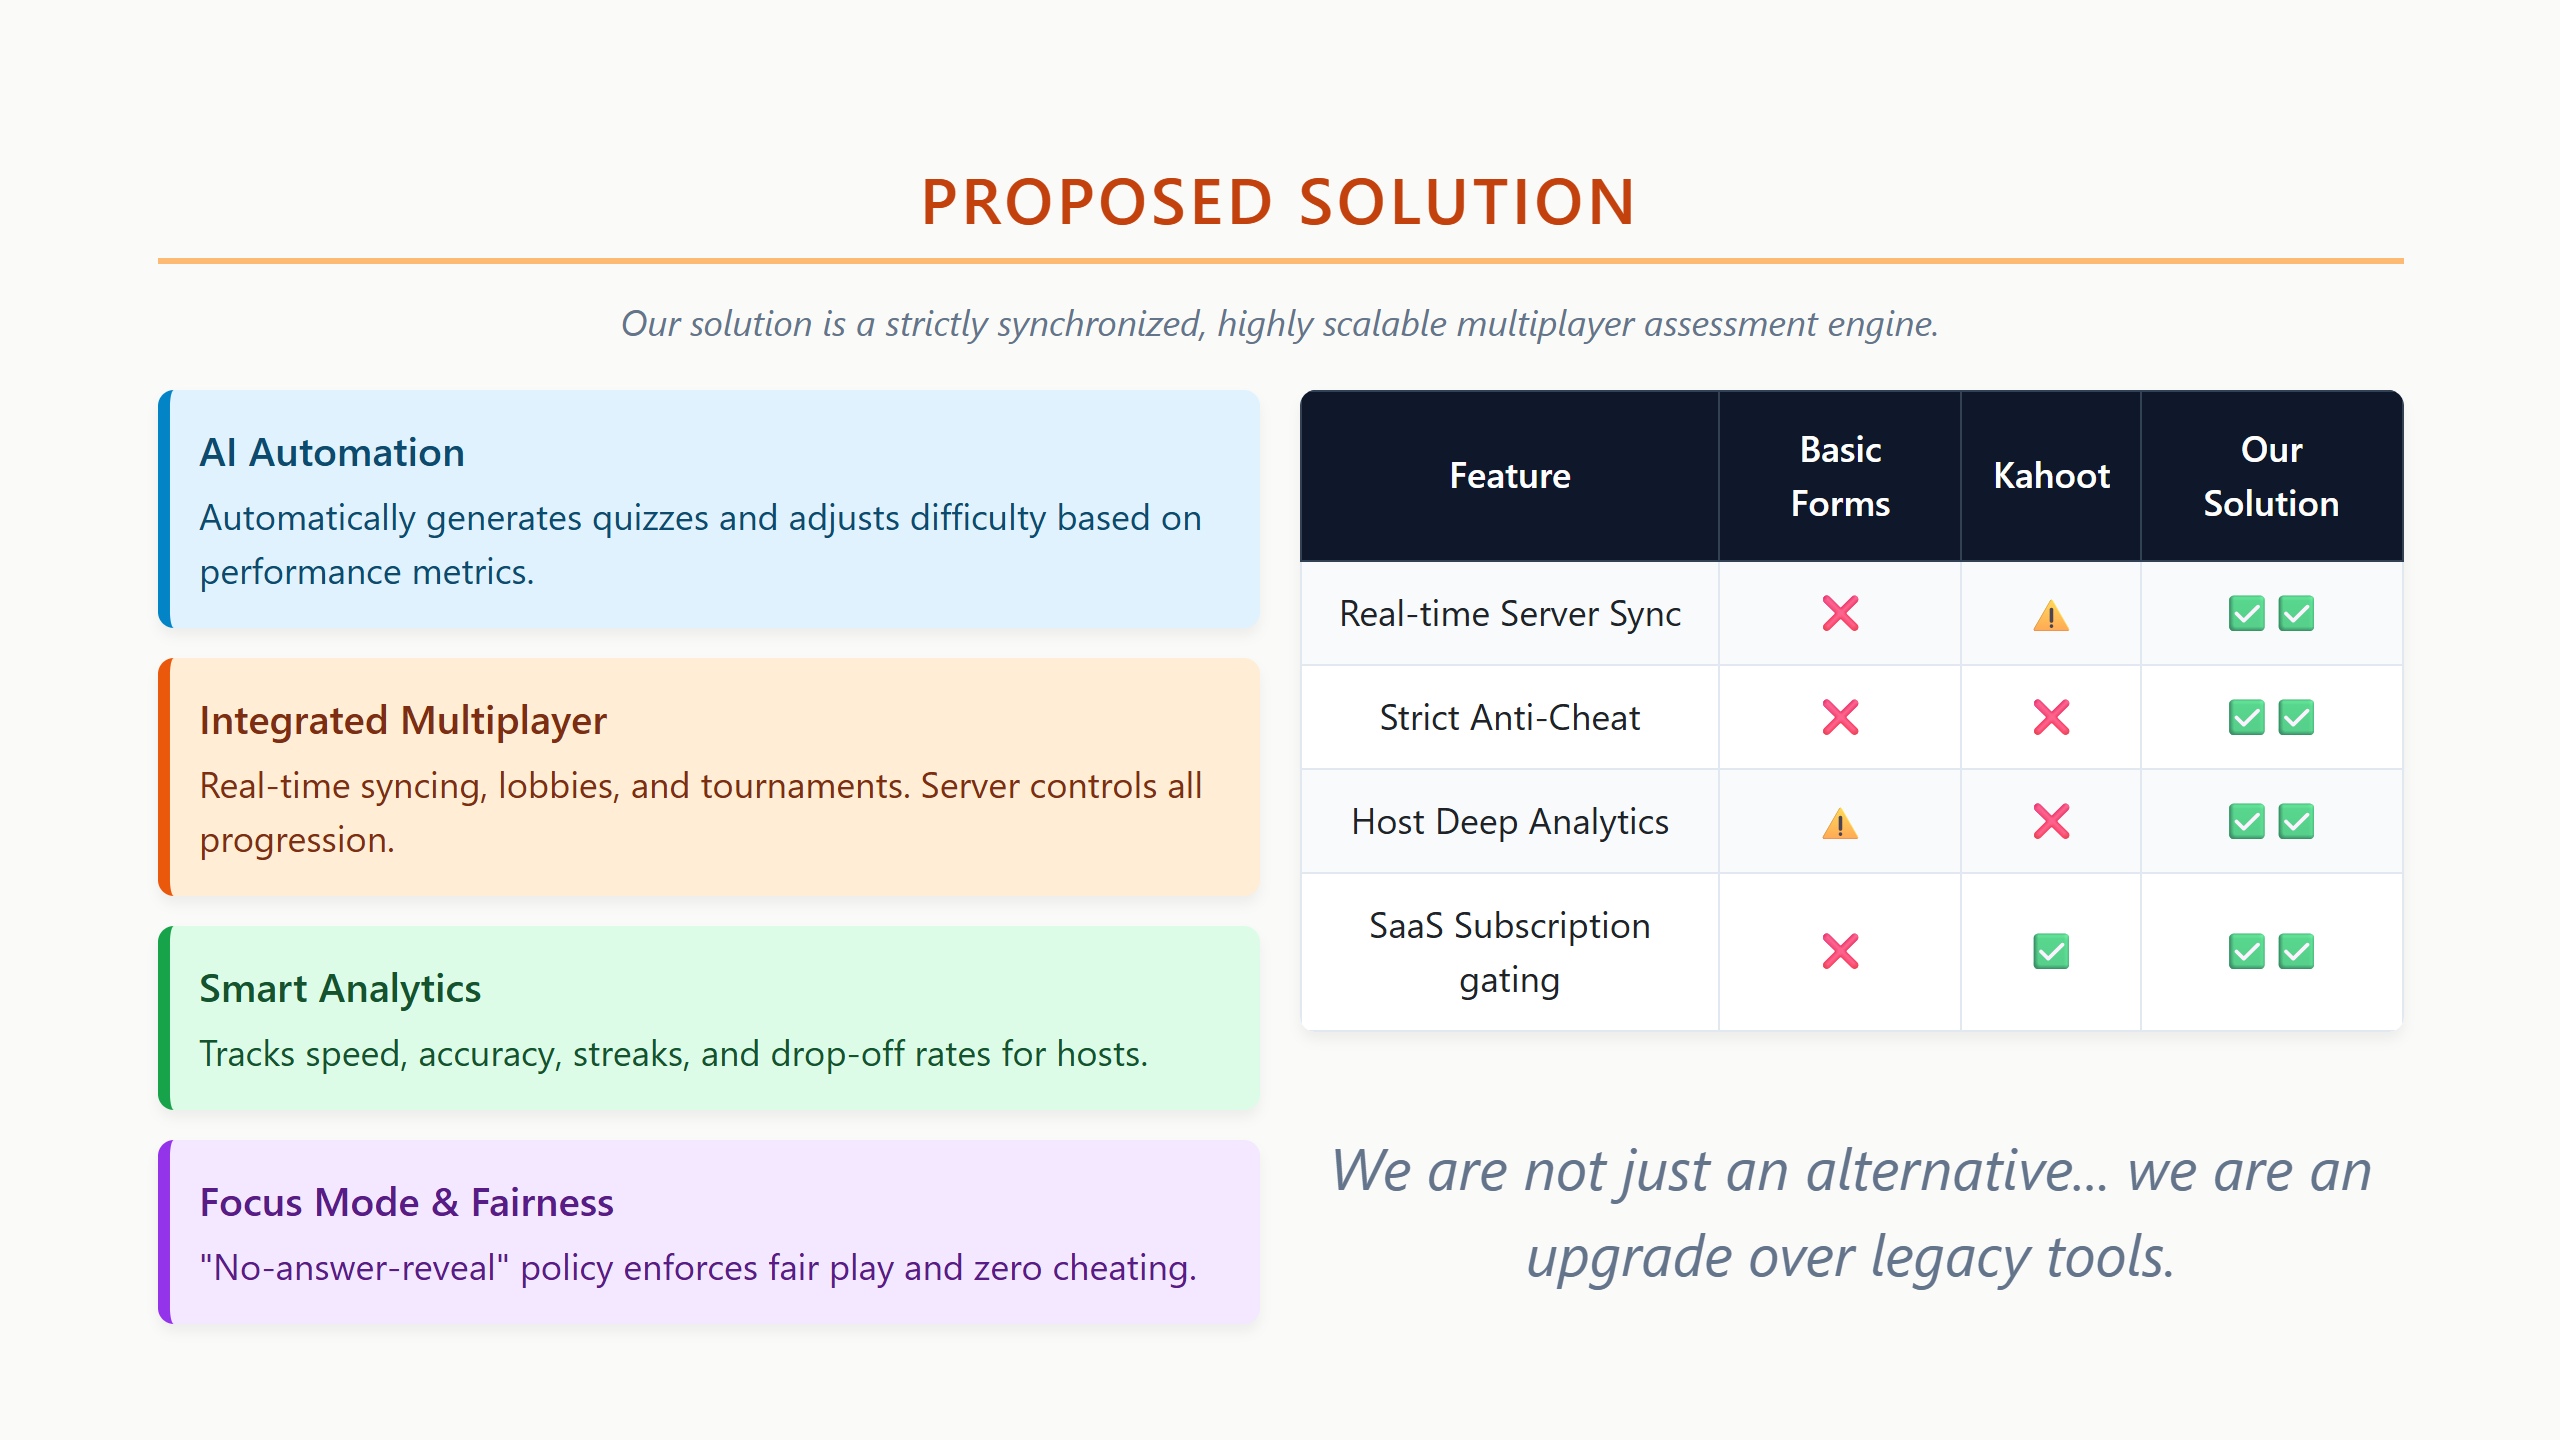 PROPOSED SOLUTION
Our solution is a strictly synchronized, highly scalable multiplayer assessment engine.
AI Automation
Automatically generates quizzes and adjusts difficulty based on
performance metrics.
Integrated Multiplayer
Real-time syncing, lobbies, and tournaments. Server controls all
progression.
Smart Analytics
Tracks speed, accuracy, streaks, and drop-off rates for hosts.
Focus Mode & Fairness
"No-answer-reveal" policy enforces fair play and zero cheating.
Feature Basic Forms Kahoot Our Solution
Real-time Server Sync ❌ ⚠️ ✅ ✅
Strict Anti-Cheat ❌ ❌ ✅ ✅
Host Deep Analytics ⚠️ ❌ ✅ ✅
SaaS Subscription gating ❌ ✅ ✅ ✅
We are not just an alternative... we are an
upgrade over legacy tools.